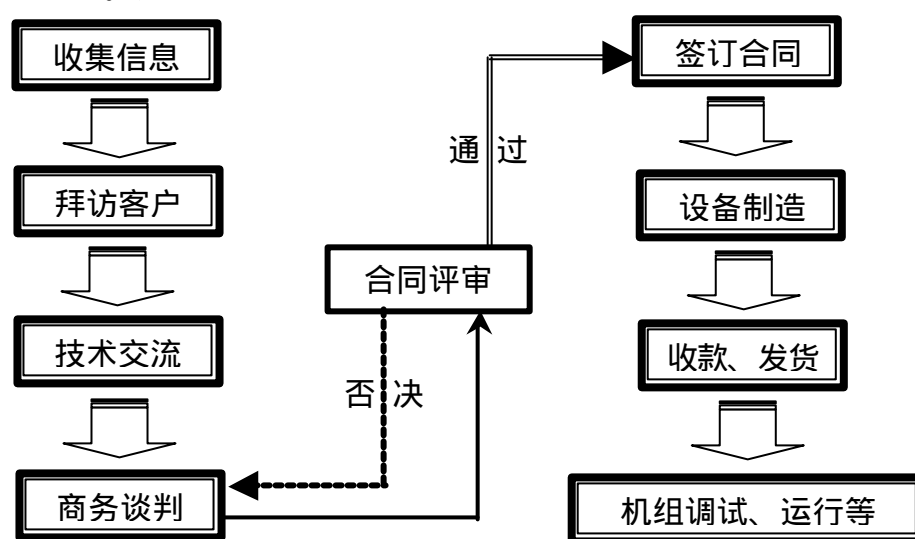 收集信息
拜访客户
技术交流
商务谈判
合同评审
通过
否决
签订合同
设备制造
收款、发货
机组调试、运行等